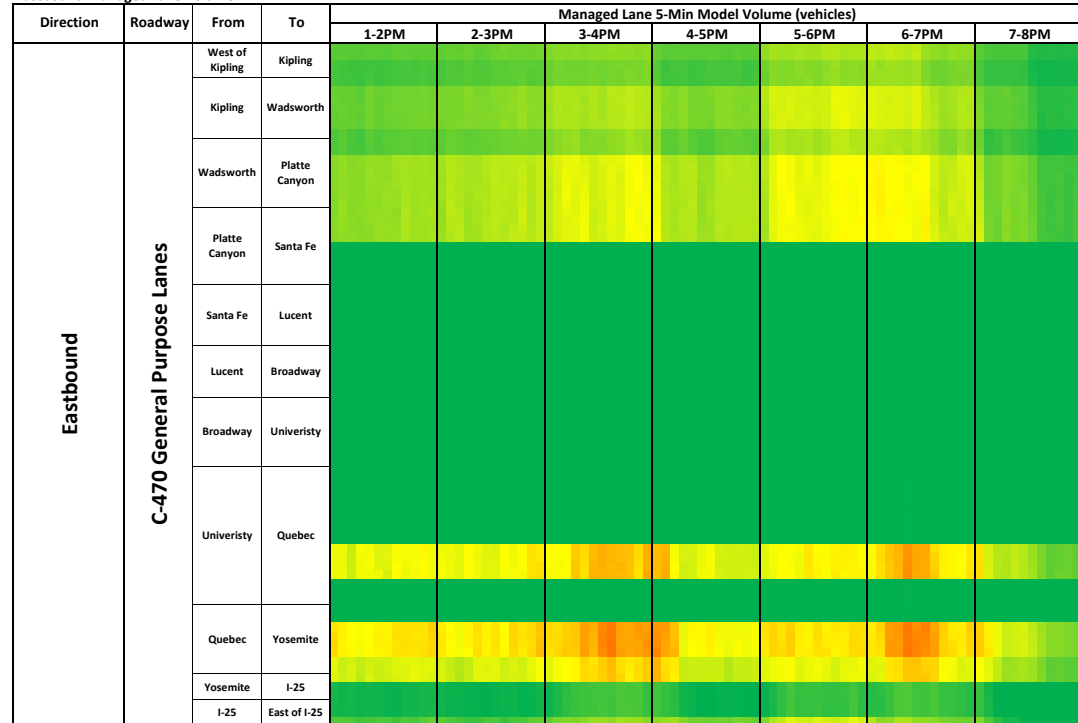 Direction
Roadway
From
To
Managed Lane 5-Min Model Volume (vehicles)
1-2PM
2-3PM
3-4PM
4-5PM
5-6PM
6-7PM
7-8PM
Eastbound
C-470 General Purpose Lanes
West of
Kipling
Kipling
Kipling
Wadsworth
Wadsworth
Platte
Canyon
Platte
Canyon
Santa Fe
Santa Fe
Lucent
Lucent
Broadway
Broadway
Univeristy
Univeristy
Quebec
Quebec
Yosemite
Yosemite
I-25
I-25
East of I-25